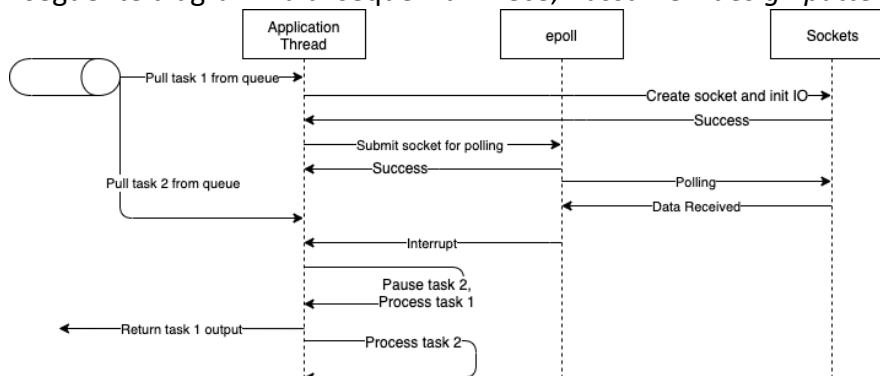 Application
Thread
epoll
Sockets
Pull task 1 from queue
Create socket and init IO
Success
Submit socket for polling
Success
Pull task 2 from queue
Polling
Data Received
Interrupt
Pause task 2,
Process task 1
Return task 1 output
Process task 2